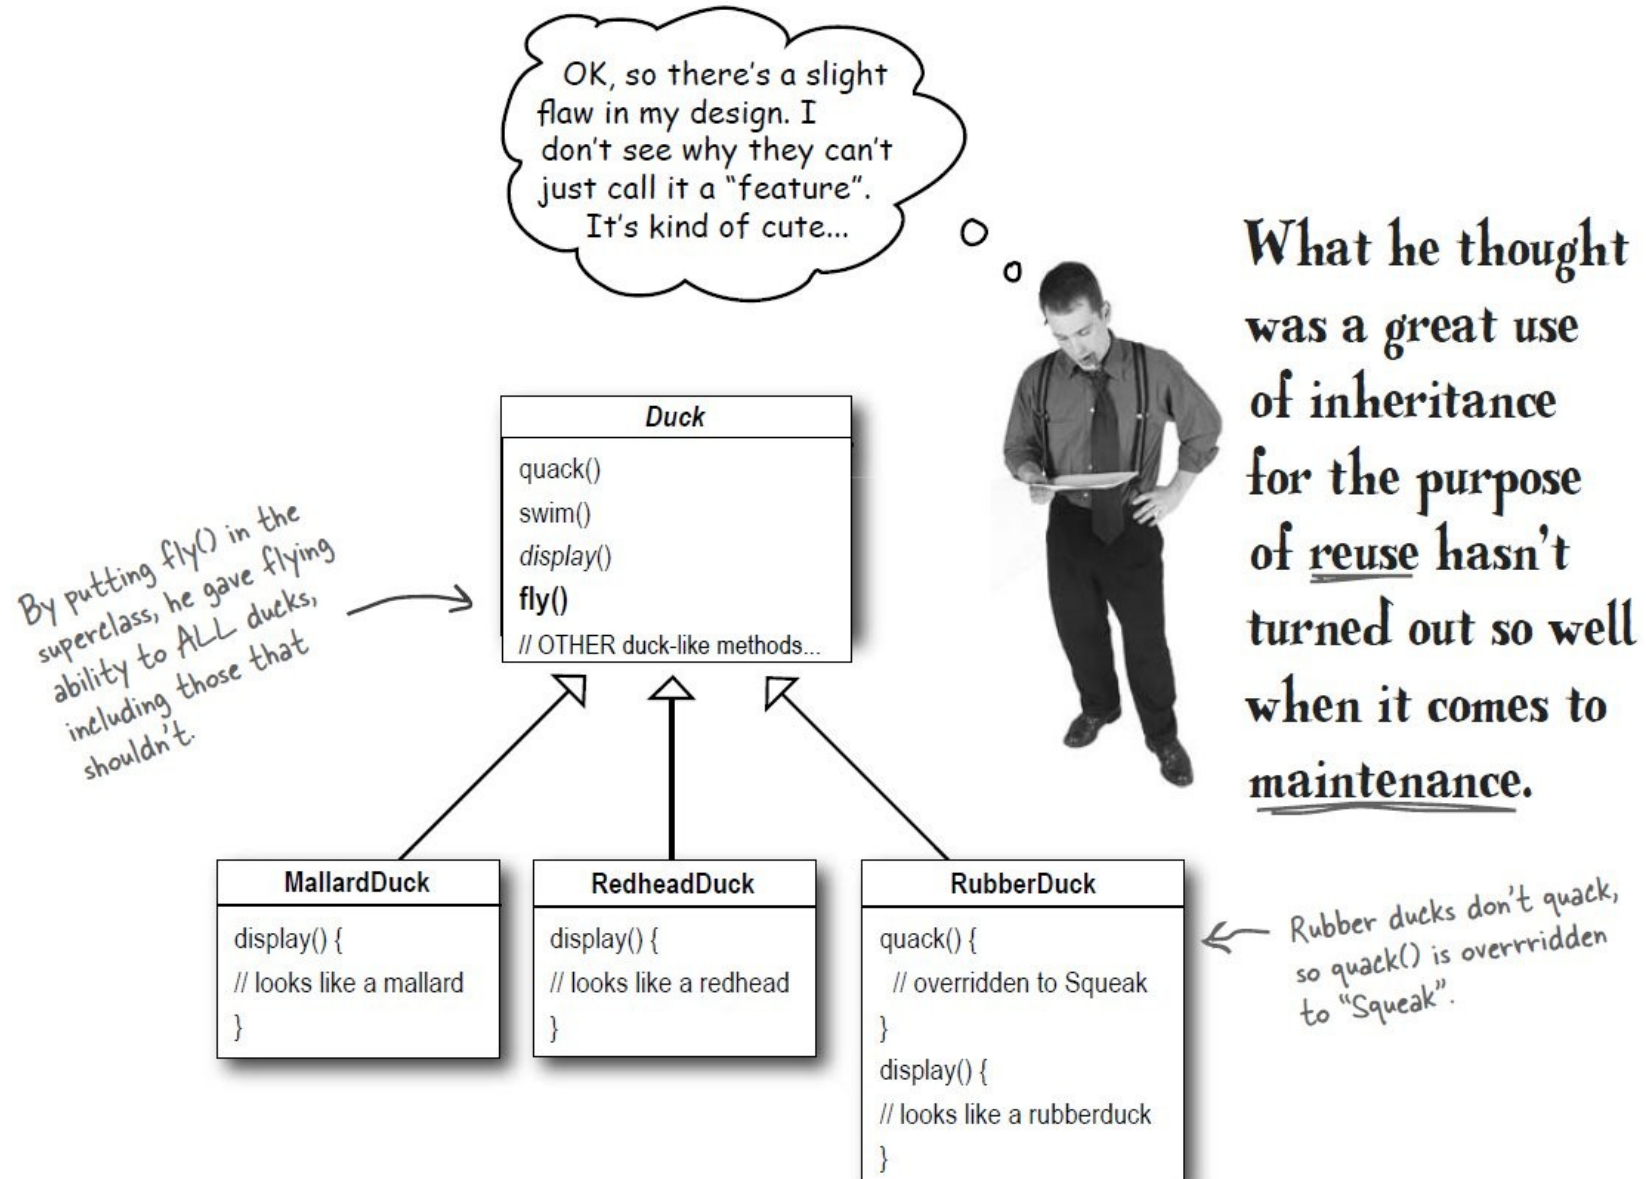 OK, so there's a slight
flaw in my design. I
don't see why they can't
just call it a "feature".
It's kind of cute...
What he thought
was a great use
of inheritance
for the purpose
of reuse hasn't
turned out so well
when it comes to
maintenance.
Duck
quack()
swim()
display()
fly()
// OTHER duck-like methods...
By putting fly() in the
superclass, he gave flying
ability to ALL ducks,
including those that
shouldn't.
MallardDuck
display() {
// looks like a mallard
}
RedheadDuck
display() {
// looks like a redhead
}
RubberDuck
quack() {
// overridden to Squeak
}
display() {
// looks like a rubberduck
}
Rubber ducks don't quack,
so quack() is overrridden
to "Squeak".